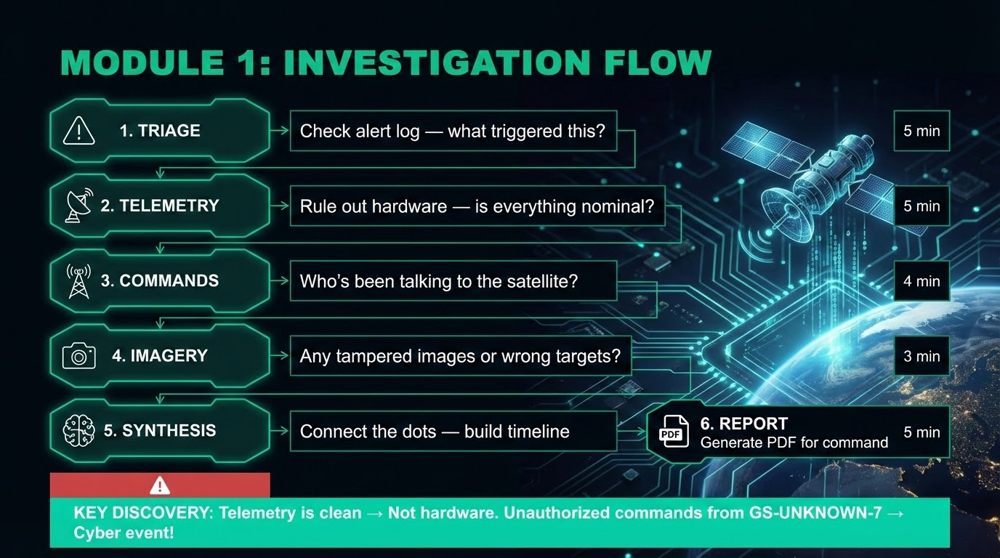 MODULE 1: INVESTIGATION FLOW
1. TRIAGE
Check alert log — what triggered this?
5 min
2. TELEMETRY
Rule out hardware — is everything nominal?
5 min
3. COMMANDS
Who’s been talking to the satellite?
4 min
4. IMAGERY
Any tampered images or wrong targets?
3 min
5. SYNTHESIS
Connect the dots — build timeline
PDF
6. REPORT
Generate PDF for command
5 min
KEY DISCOVERY: Telemetry is clean → Not hardware. Unauthorized commands from GS-UNKNOWN-7 →
Cyber event!